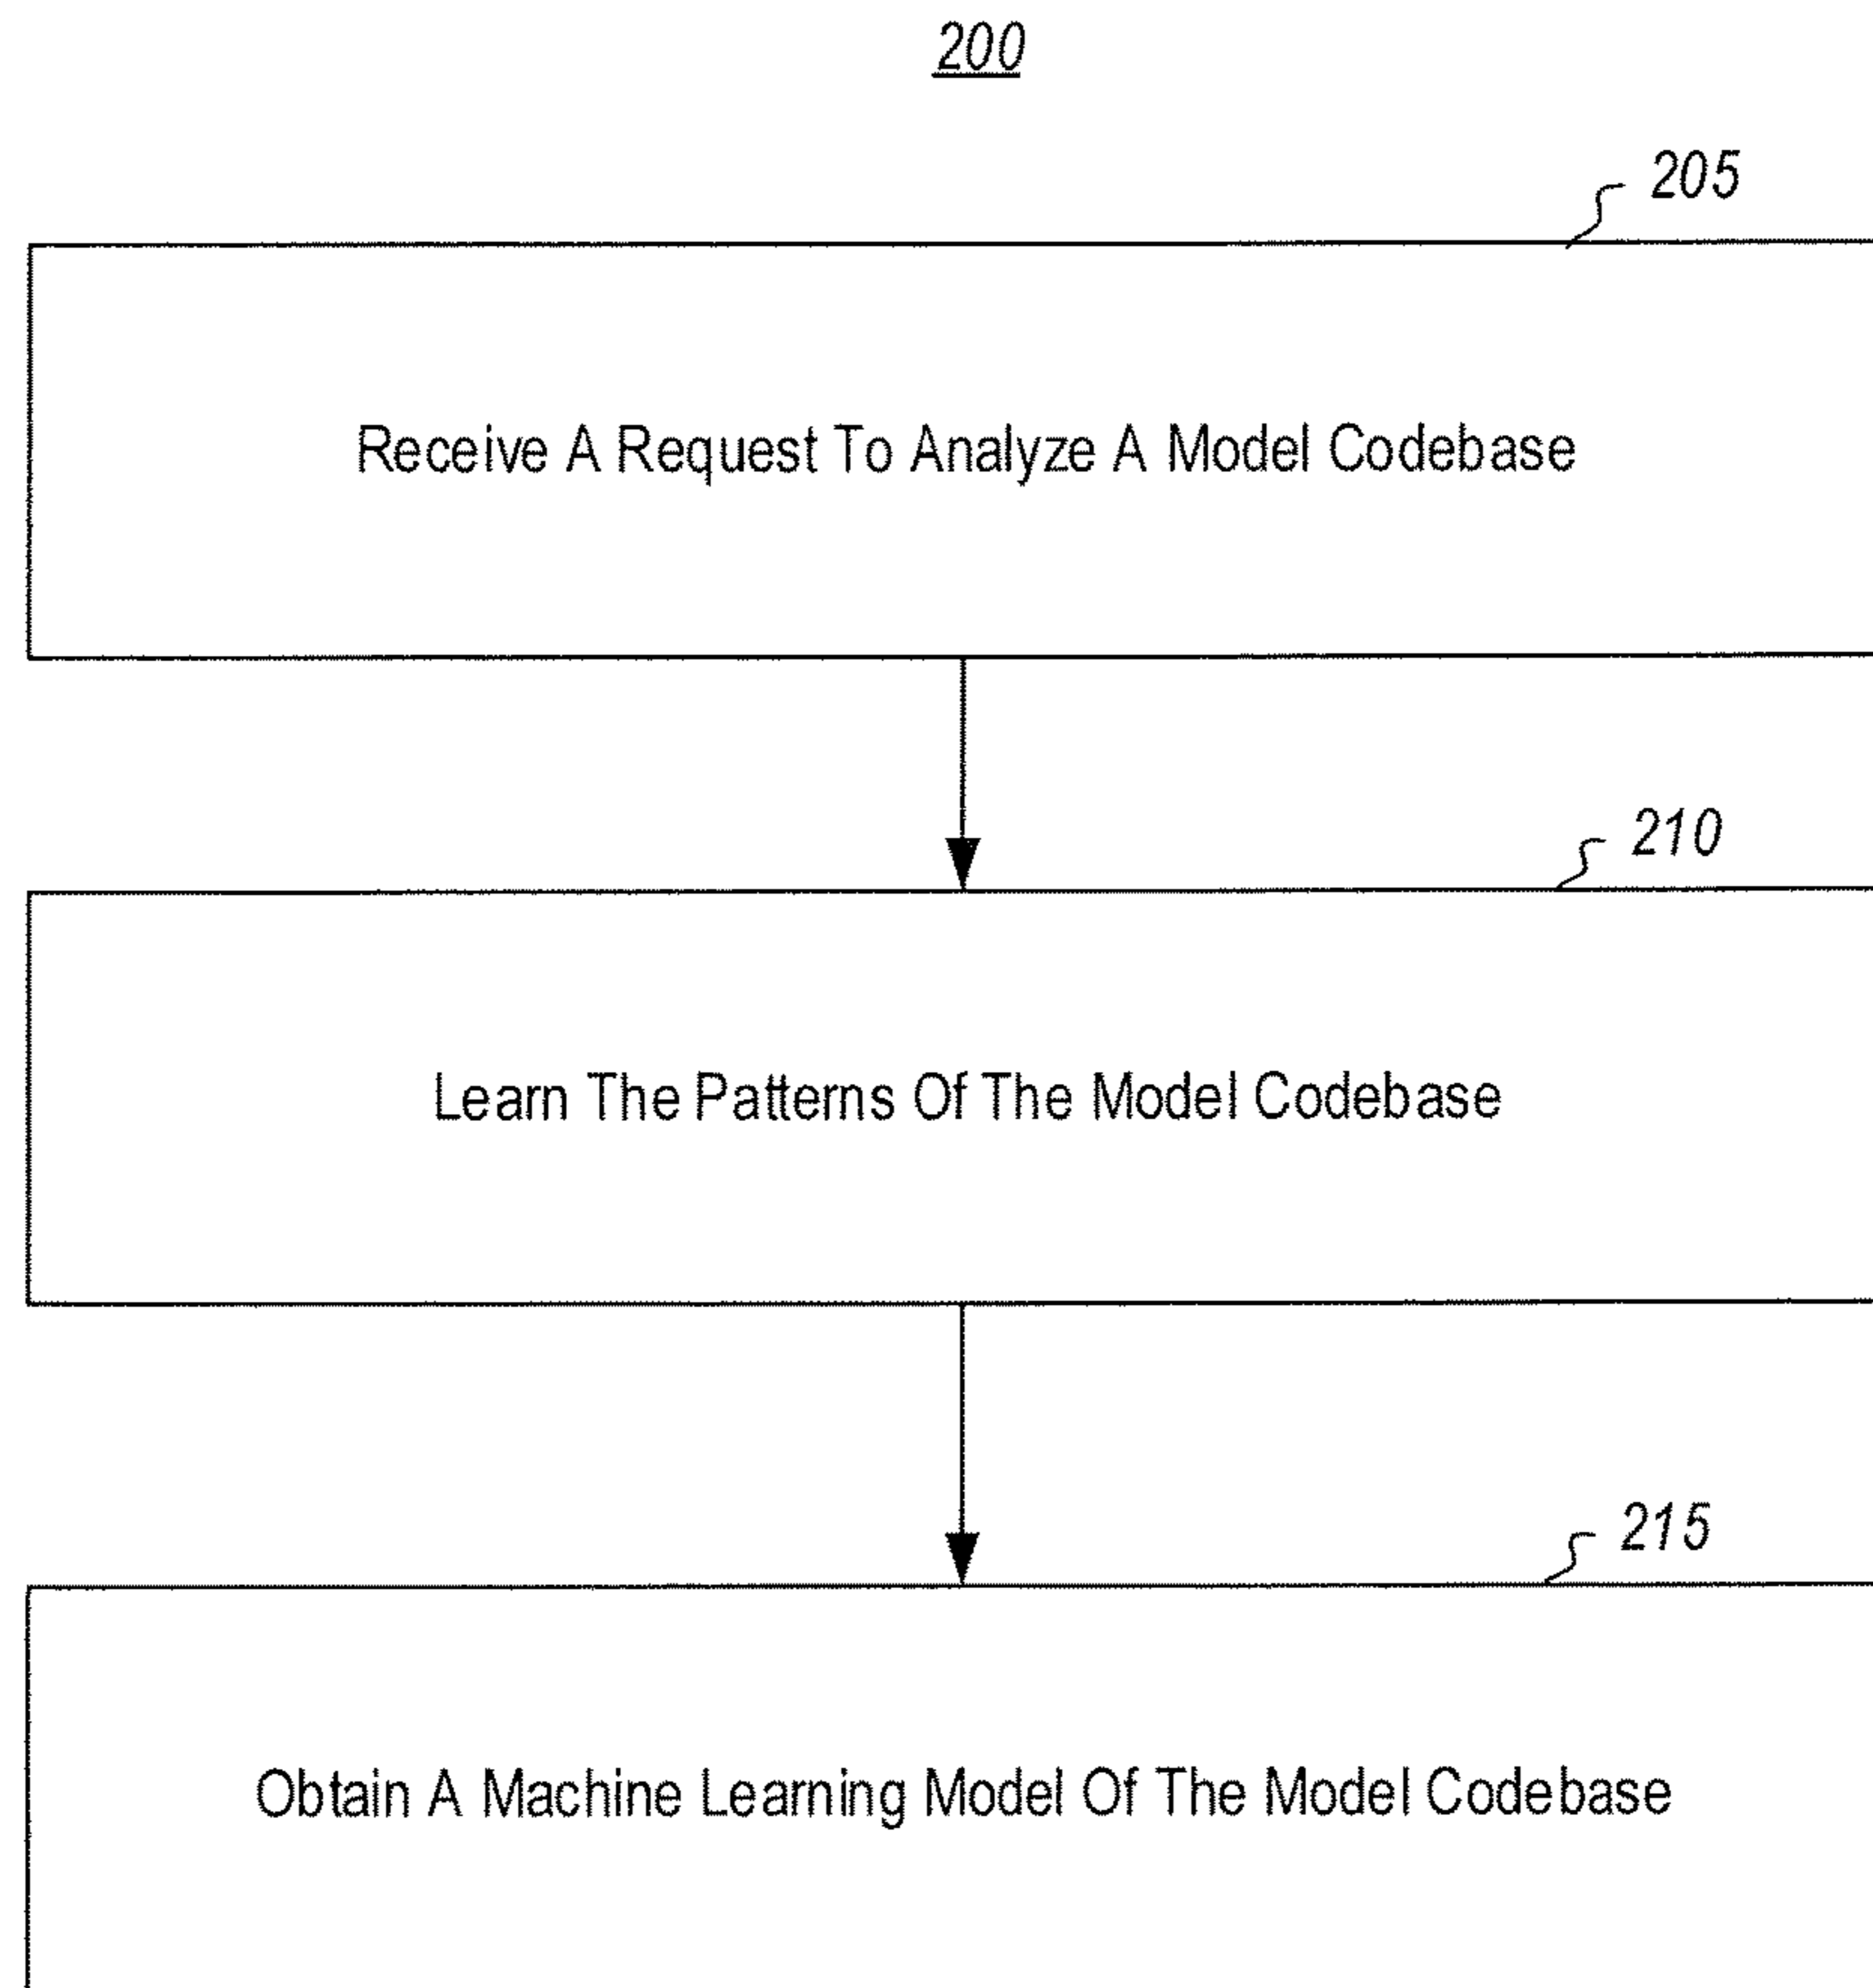 200
205
Receive A Request To Analyze A Model Codebase
210
Learn The Patterns Of The Model Codebase
215
Obtain A Machine Learning Model Of The Model Codebase